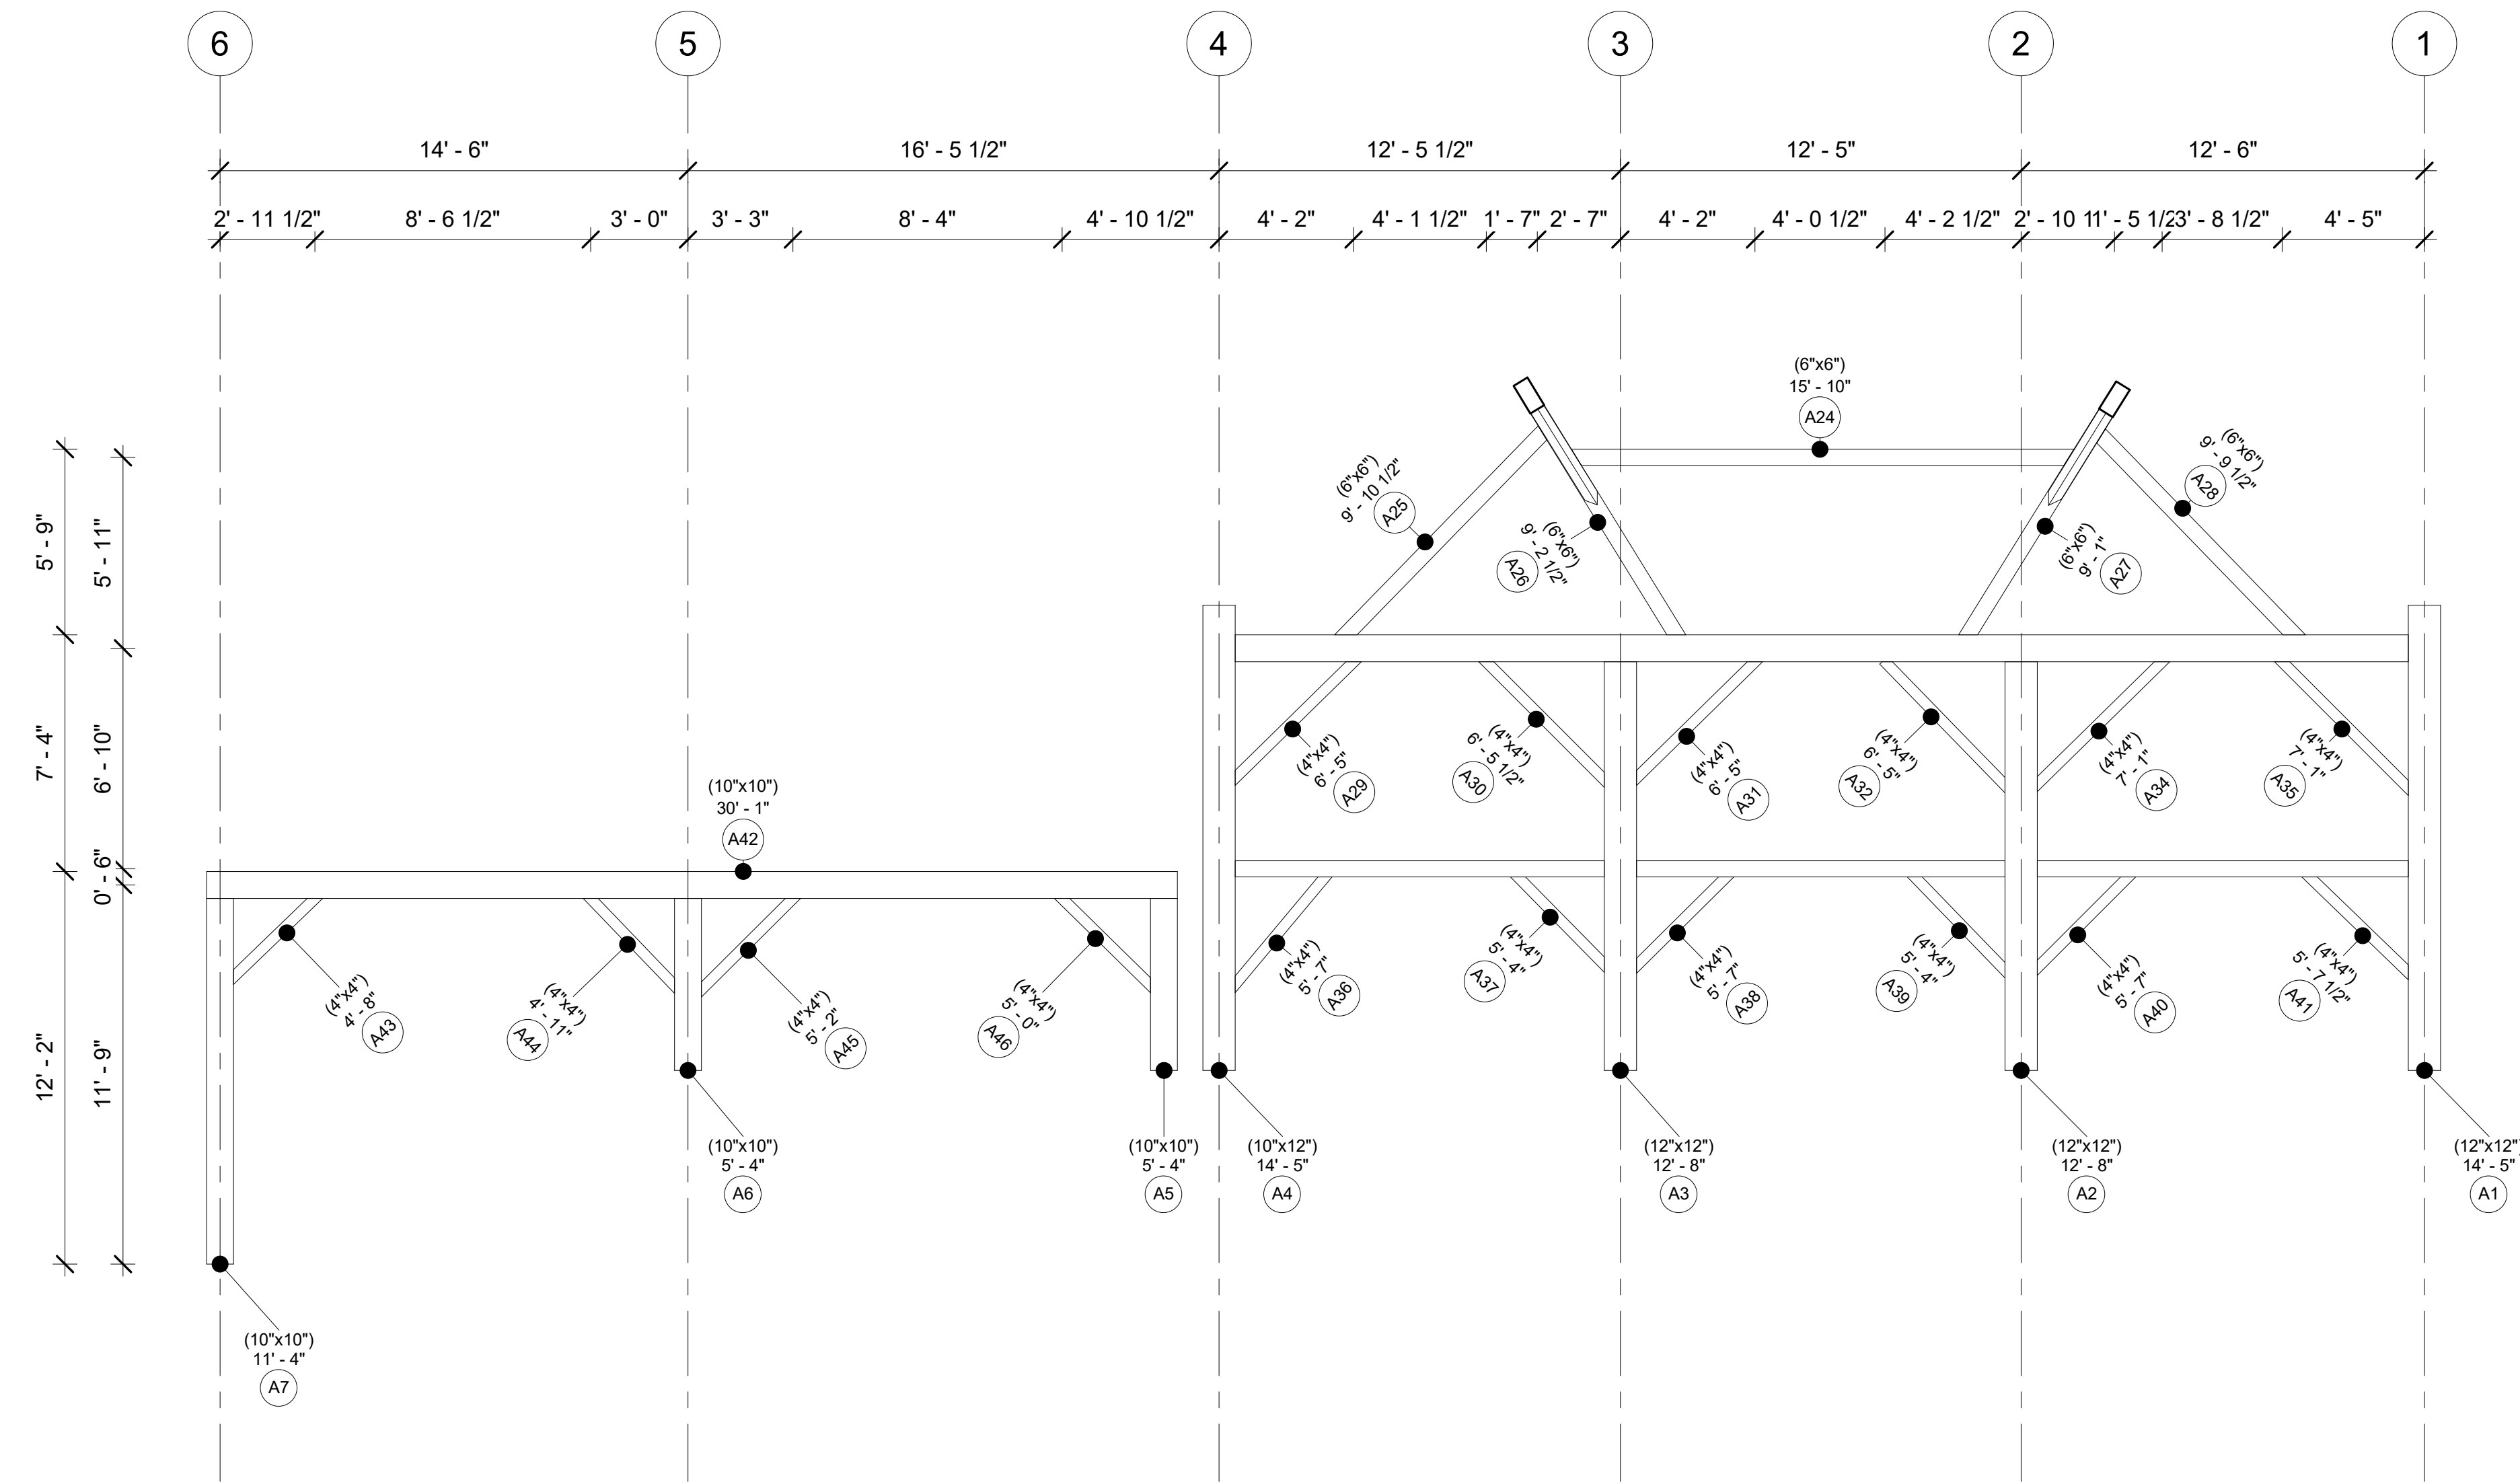 6
5
4
3
2
1
14' - 6"
16' - 5 1/2"
12' - 5 1/2"
12' - 5"
12' - 6"
2' - 11 1/2"
8' - 6 1/2"
3' - 0"
3' - 3"
8' - 4"
4' - 10 1/2"
4' - 2"
4' - 1 1/2"
1' - 7"
2' - 7"
4' - 2"
4' - 0 1/2"
4' - 2 1/2"
2' - 10
1' - 5 1/2
3' - 8 1/2"
4' - 5"
5' - 9"
5' - 11"
7' - 4"
6' - 10"
0' - 6"
12' - 2"
11' - 9"
(6"x6")
15' - 10"
A24
(6"x6")
9' - 10 1/2"
A25
(6"x6")
9' - 2 1/2"
A26
(6"x6")
9' - 1"
A27
(6"x6")
9' - 9 1/2"
A28
(4"x4")
6' - 5"
A29
(4"x4")
6' - 5 1/2"
A30
(4"x4")
6' - 5"
A31
(4"x4")
6' - 5"
A32
(4"x4")
7' - 1"
A34
(4"x4")
7' - 1"
A35
(10"x10")
30' - 1"
A42
(4"x4")
4' - 8"
A43
(4"x4")
4' - 11"
A44
(4"x4")
5' - 2"
A45
(4"x4")
5' - 0"
A46
(4"x4")
5' - 7"
A36
(4"x4")
5' - 4"
A37
(4"x4")
5' - 7"
A38
(4"x4")
5' - 4"
A39
(4"x4")
5' - 7"
A40
(4"x4")
5' - 7 1/2"
A41
(10"x10")
5' - 4"
A6
(10"x10")
5' - 4"
A5
(10"x12")
14' - 5"
A4
(12"x12")
12' - 8"
A3
(12"x12")
12' - 8"
A2
(12"x12"
14' - 5"
A1
(10"x10")
11' - 4"
A7